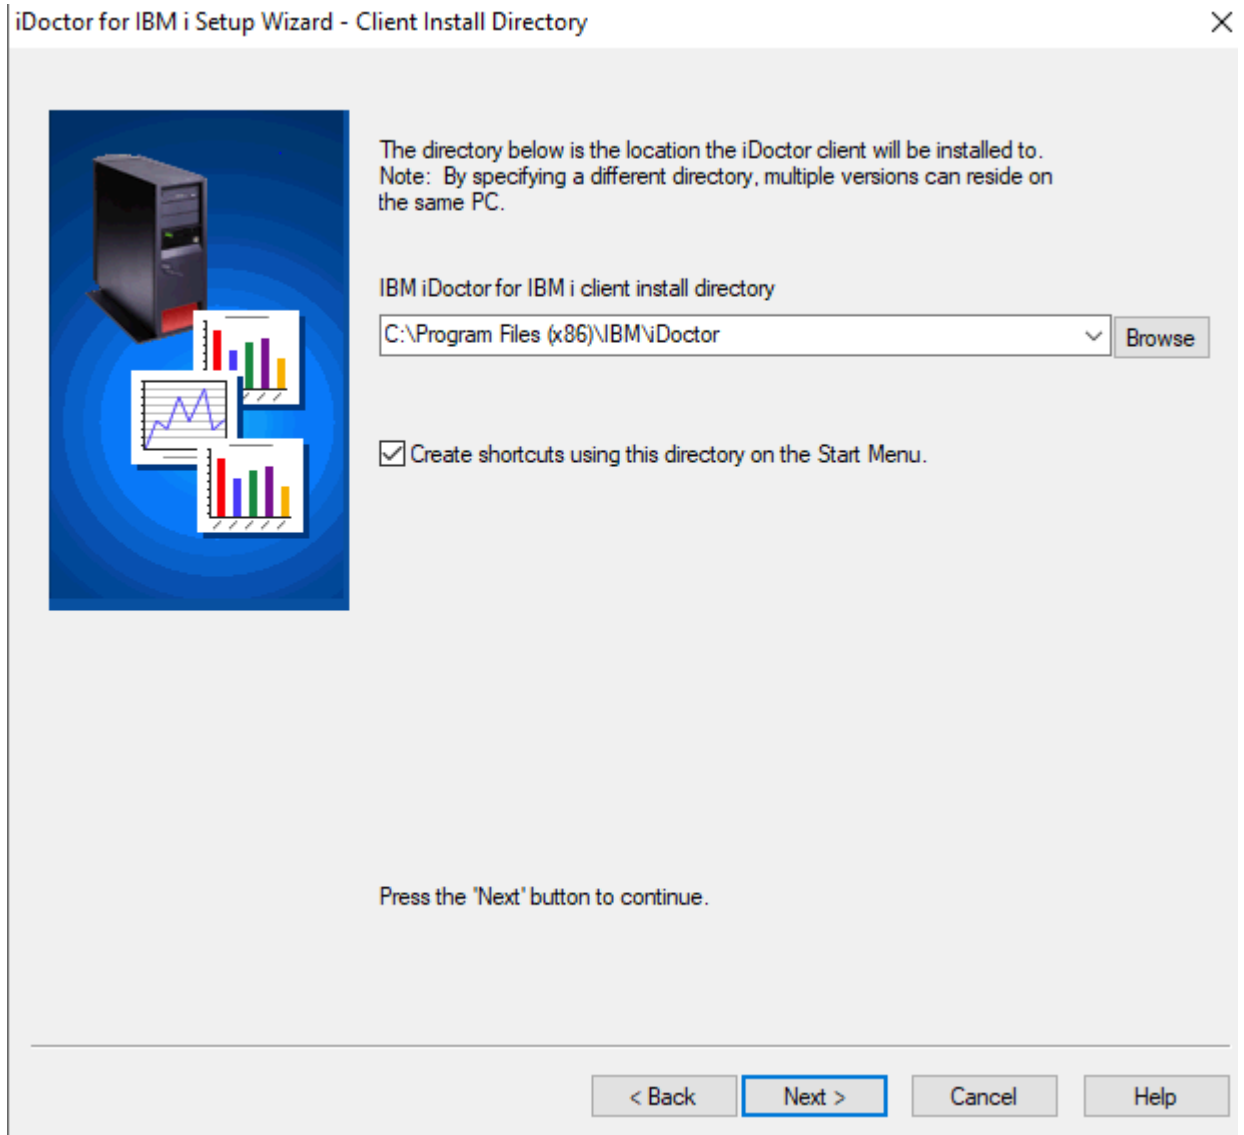 iDoctor for IBM i Setup Wizard - Client Install Directory
The directory below is the location the iDoctor client will be installed to.
Note:  By specifying a different directory, multiple versions can reside on
the same PC.
IBM iDoctor for IBM i client install directory
C:\Program Files (x86)\IBM\iDoctor
Browse
Create shortcuts using this directory on the Start Menu.
Press the 'Next' button to continue.
< Back
Next >
Cancel
Help